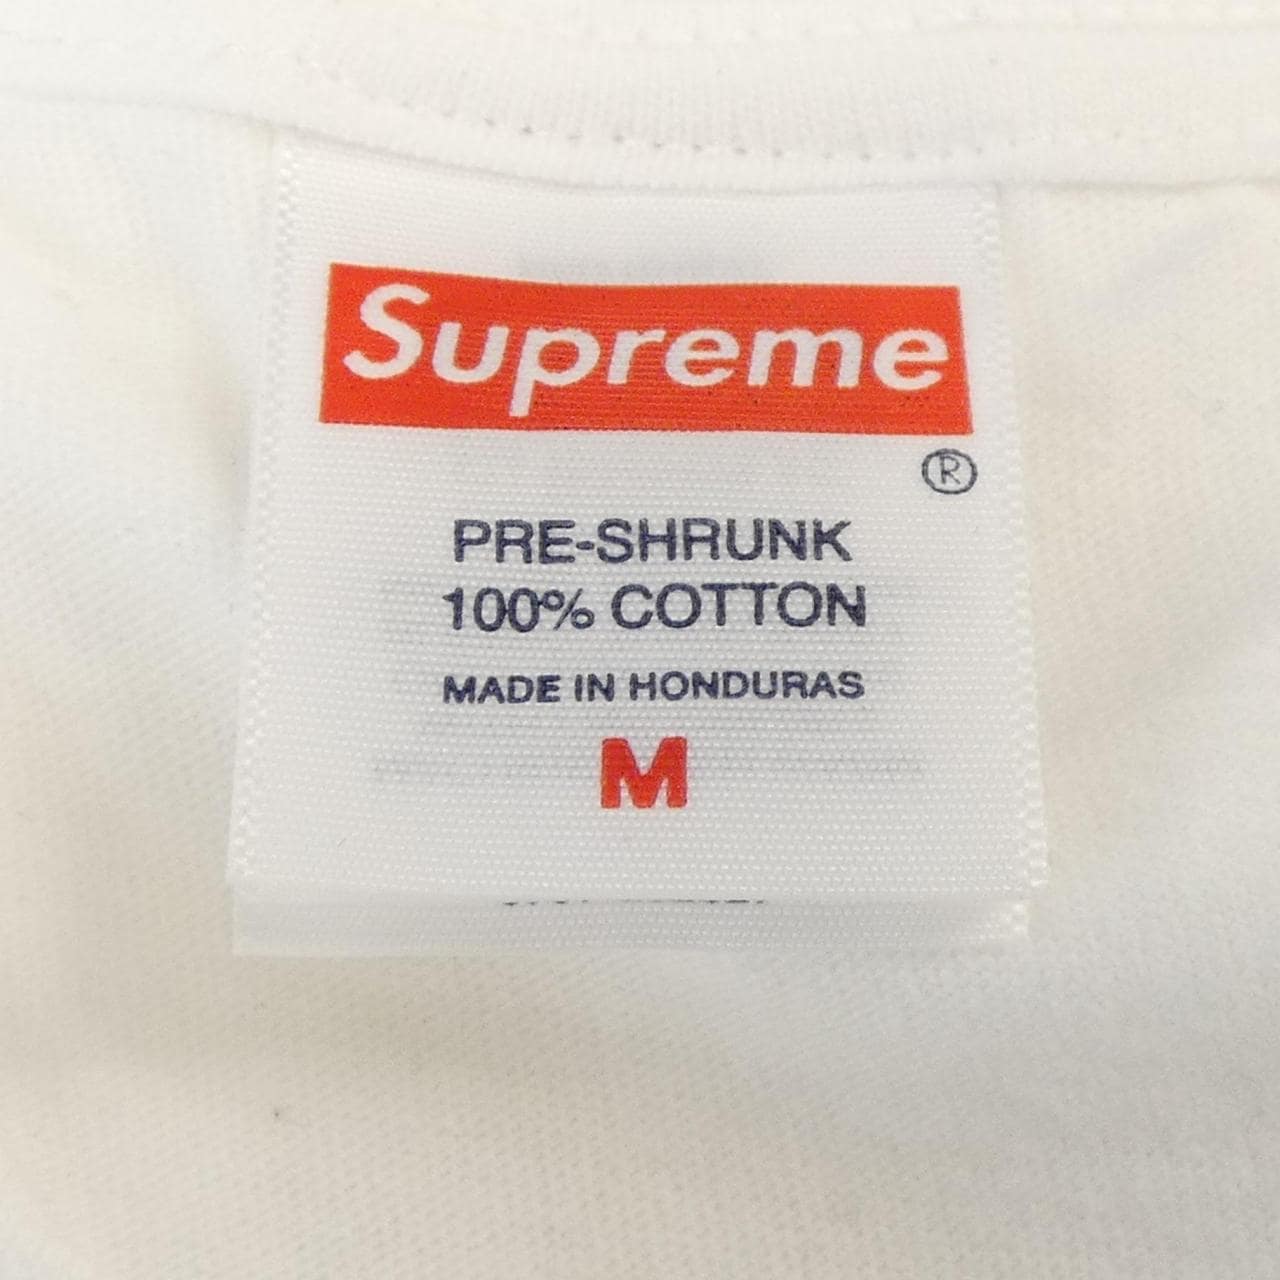 Supreme
®
PRE-SHRUNK
100% COTTON
MADE IN HONDURAS
M